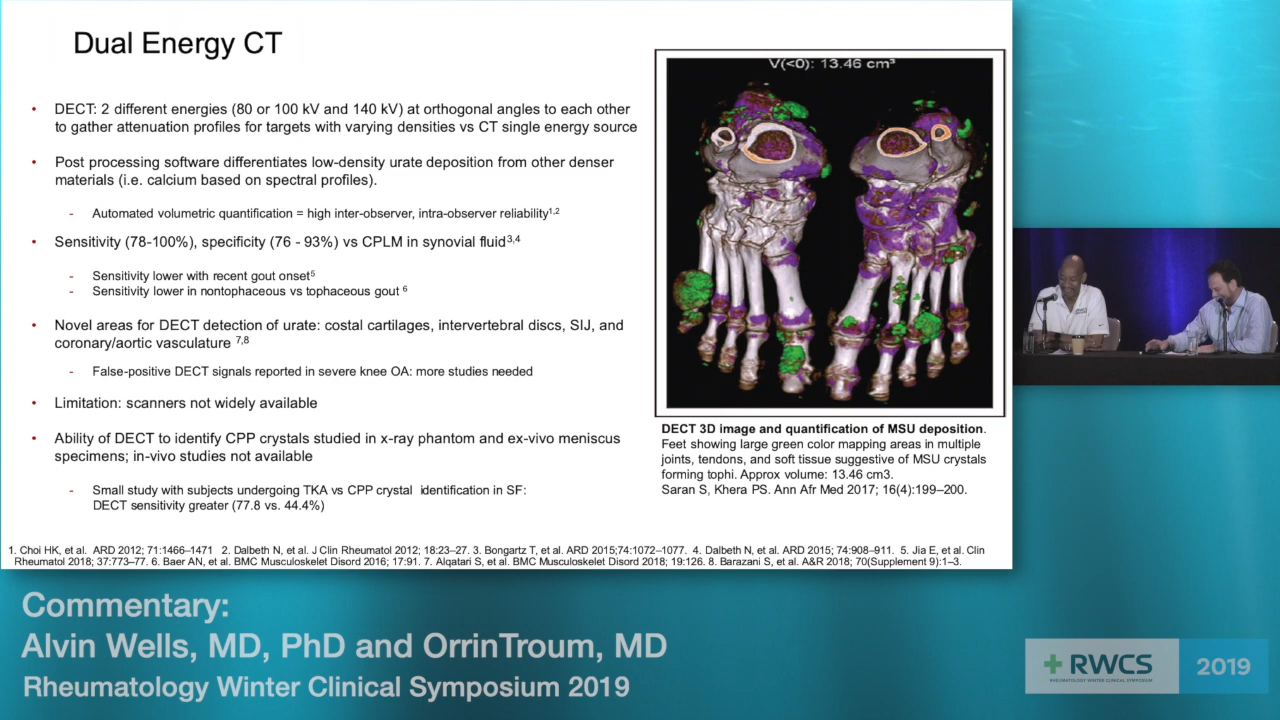 Dual Energy CT
• DECT: 2 different energies (80 or 100 kV and 140 kV) at orthogonal angles to each other
to gather attenuation profiles for targets with varying densities vs CT single energy source
• Post processing software differentiates low-density urate deposition from other denser
materials (i.e. calcium based on spectral profiles).
- Automated volumetric quantification = high inter-observer, intra-observer reliability1,2
• Sensitivity (78-100%), specificity (76 - 93%) vs CPLM in synovial fluid3,4
- Sensitivity lower with recent gout onset5
- Sensitivity lower in nontophaceous vs tophaceous gout 6
• Novel areas for DECT detection of urate: costal cartilages, intervertebral discs, SIJ, and
coronary/aortic vasculature 7,8
- False-positive DECT signals reported in severe knee OA: more studies needed
• Limitation: scanners not widely available
• Ability of DECT to identify CPP crystals studied in x-ray phantom and ex-vivo meniscus
specimens; in-vivo studies not available
- Small study with subjects undergoing TKA vs CPP crystal identification in SF:
DECT sensitivity greater (77.8 vs. 44.4%)
V(<0): 13.46 cm³
DECT 3D image and quantification of MSU deposition.
Feet showing large green color mapping areas in multiple
joints, tendons, and soft tissue suggestive of MSU crystals
forming tophi. Approx volume: 13.46 cm3.
Saran S, Khera PS. Ann Afr Med 2017; 16(4):199–200.
1. Choi HK, et al. ARD 2012; 71:1466–1471 2. Dalbeth N, et al. J Clin Rheumatol 2012; 18:23–27. 3. Bongartz T, et al. ARD 2015;74:1072–1077. 4. Dalbeth N, et al. ARD 2015; 74:908–911. 5. Jia E, et al. Clin
Rheumatol 2018; 37:773–77. 6. Baer AN, et al. BMC Musculoskelet Disord 2016; 17:91. 7. Alqatari S, et al. BMC Musculoskelet Disord 2018; 19:126. 8. Barazani S, et al. A&R 2018; 70(Supplement 9):1–3.
Commentary:
Alvin Wells, MD, PhD and OrrinTroum, MD
Rheumatology Winter Clinical Symposium 2019
RWCS
RHEUMATOLOGY WINTER CLINICAL SYMPOSIUM
2019